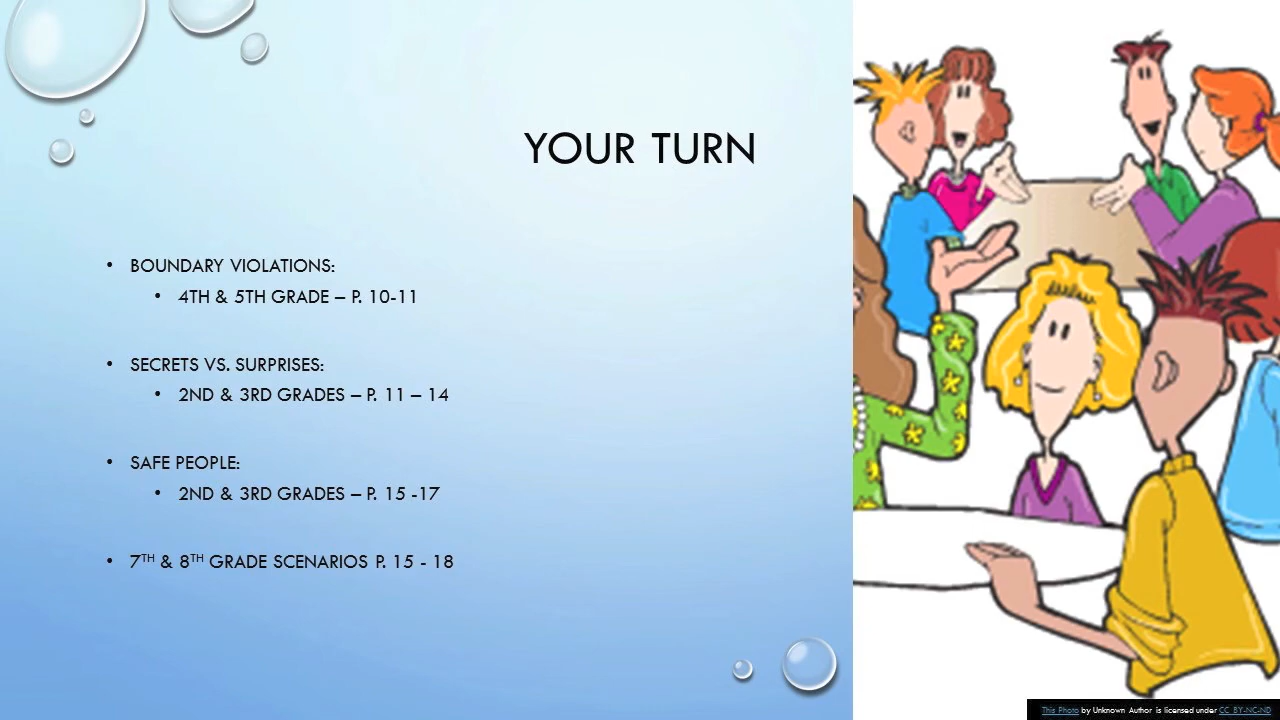 YOUR TURN
• BOUNDARY VIOLATIONS:
• 4TH & 5TH GRADE – P. 10-11
• SECRETS VS. SURPRISES:
• 2ND & 3RD GRADES – P. 11 – 14
• SAFE PEOPLE:
• 2ND & 3RD GRADES – P. 15 -17
• 7TH & 8TH GRADE SCENARIOS P. 15 - 18
This Photo by Unknown Author is licensed under CC BY-NC-ND